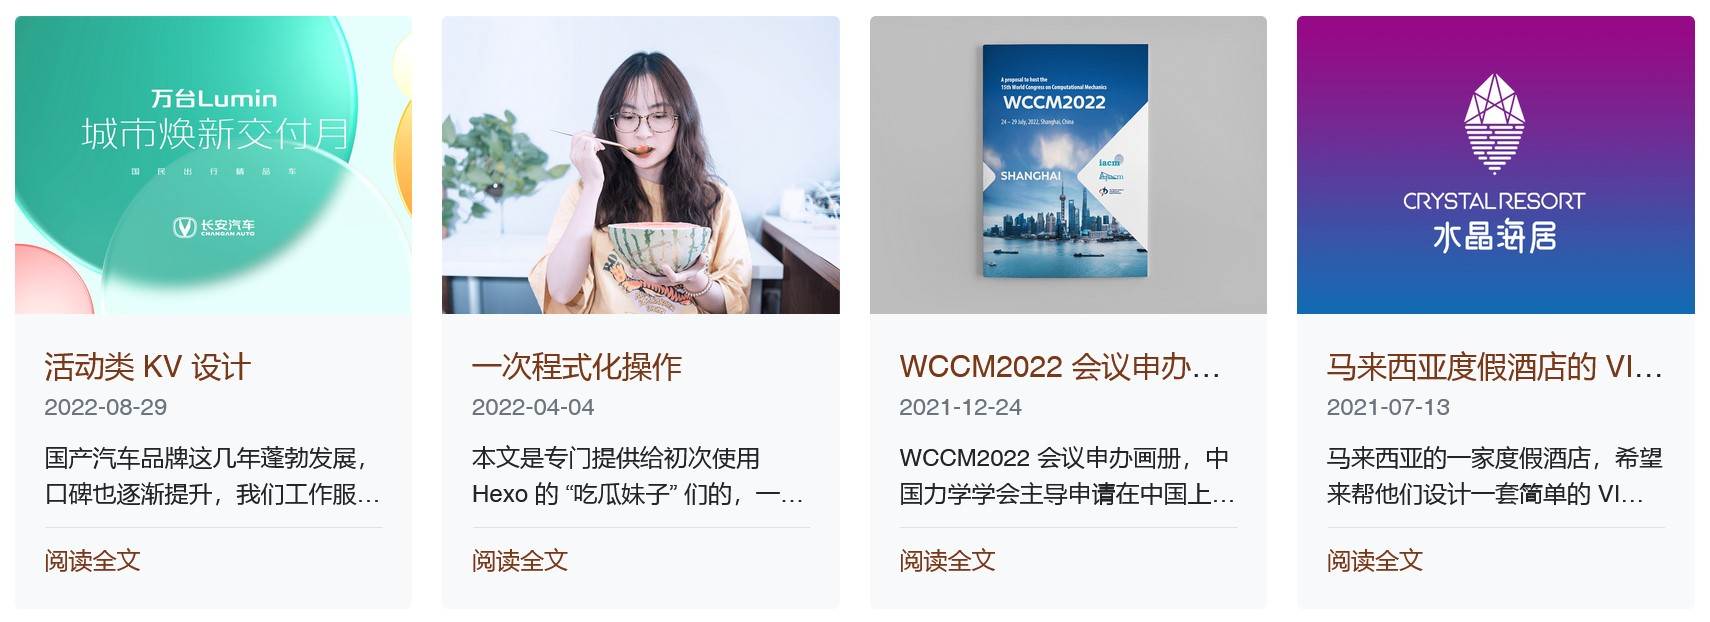 万台Lumin
城市焕新交付月
国民出行精品车
长安汽车
CHANGAN AUTO
活动类 KV 设计
2022-08-29
国产汽车品牌这几年蓬勃发展，
口碑也逐渐提升，我们工作服…
阅读全文
一次程式化操作
2022-04-04
本文是专门提供给初次使用
Hexo 的 “吃瓜妹子” 们的，一…
阅读全文
A proposal to host the
15th World Congress on Computational Mechanics
WCCM2022
24 – 29 July, 2022, Shanghai, China
iacm
SHANGHAI
WCCM2022 会议申办…
2021-12-24
WCCM2022 会议申办画册，中
国力学学会主导申请在中国上…
阅读全文
CRYSTAL RESORT
水晶海居
马来西亚度假酒店的 VI…
2021-07-13
马来西亚的一家度假酒店，希望
来帮他们设计一套简单的 VI…
阅读全文